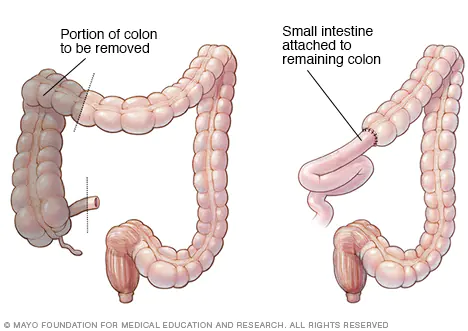 Portion of colon
to be removed
Small intestine
attached to
remaining colon
© MAYO FOUNDATION FOR MEDICAL EDUCATION AND RESEARCH. ALL RIGHTS RESERVED.